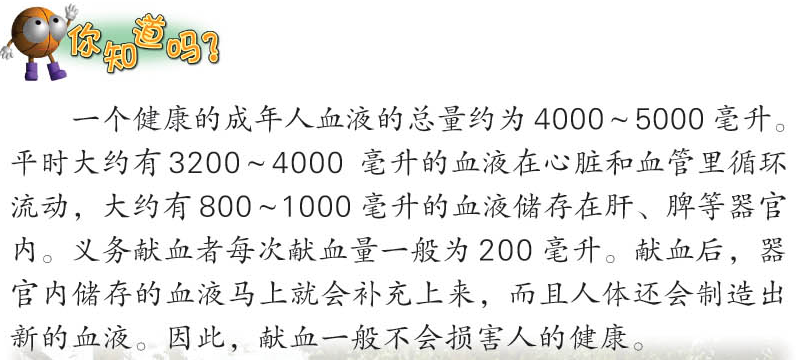 你知道吗?
一个健康的成年人血液的总量约为4000~5000毫升。
平时大约有3200~4000 毫升的血液在心脏和血管里循环
流动，大约有800~1000毫升的血液储存在肝、脾等器官
内。义务献血者每次献血量一般为200毫升。献血后，器
官内储存的血液马上就会补充上来，而且人体还会制造出
新的血液。因此，献血一般不会损害人的健康。